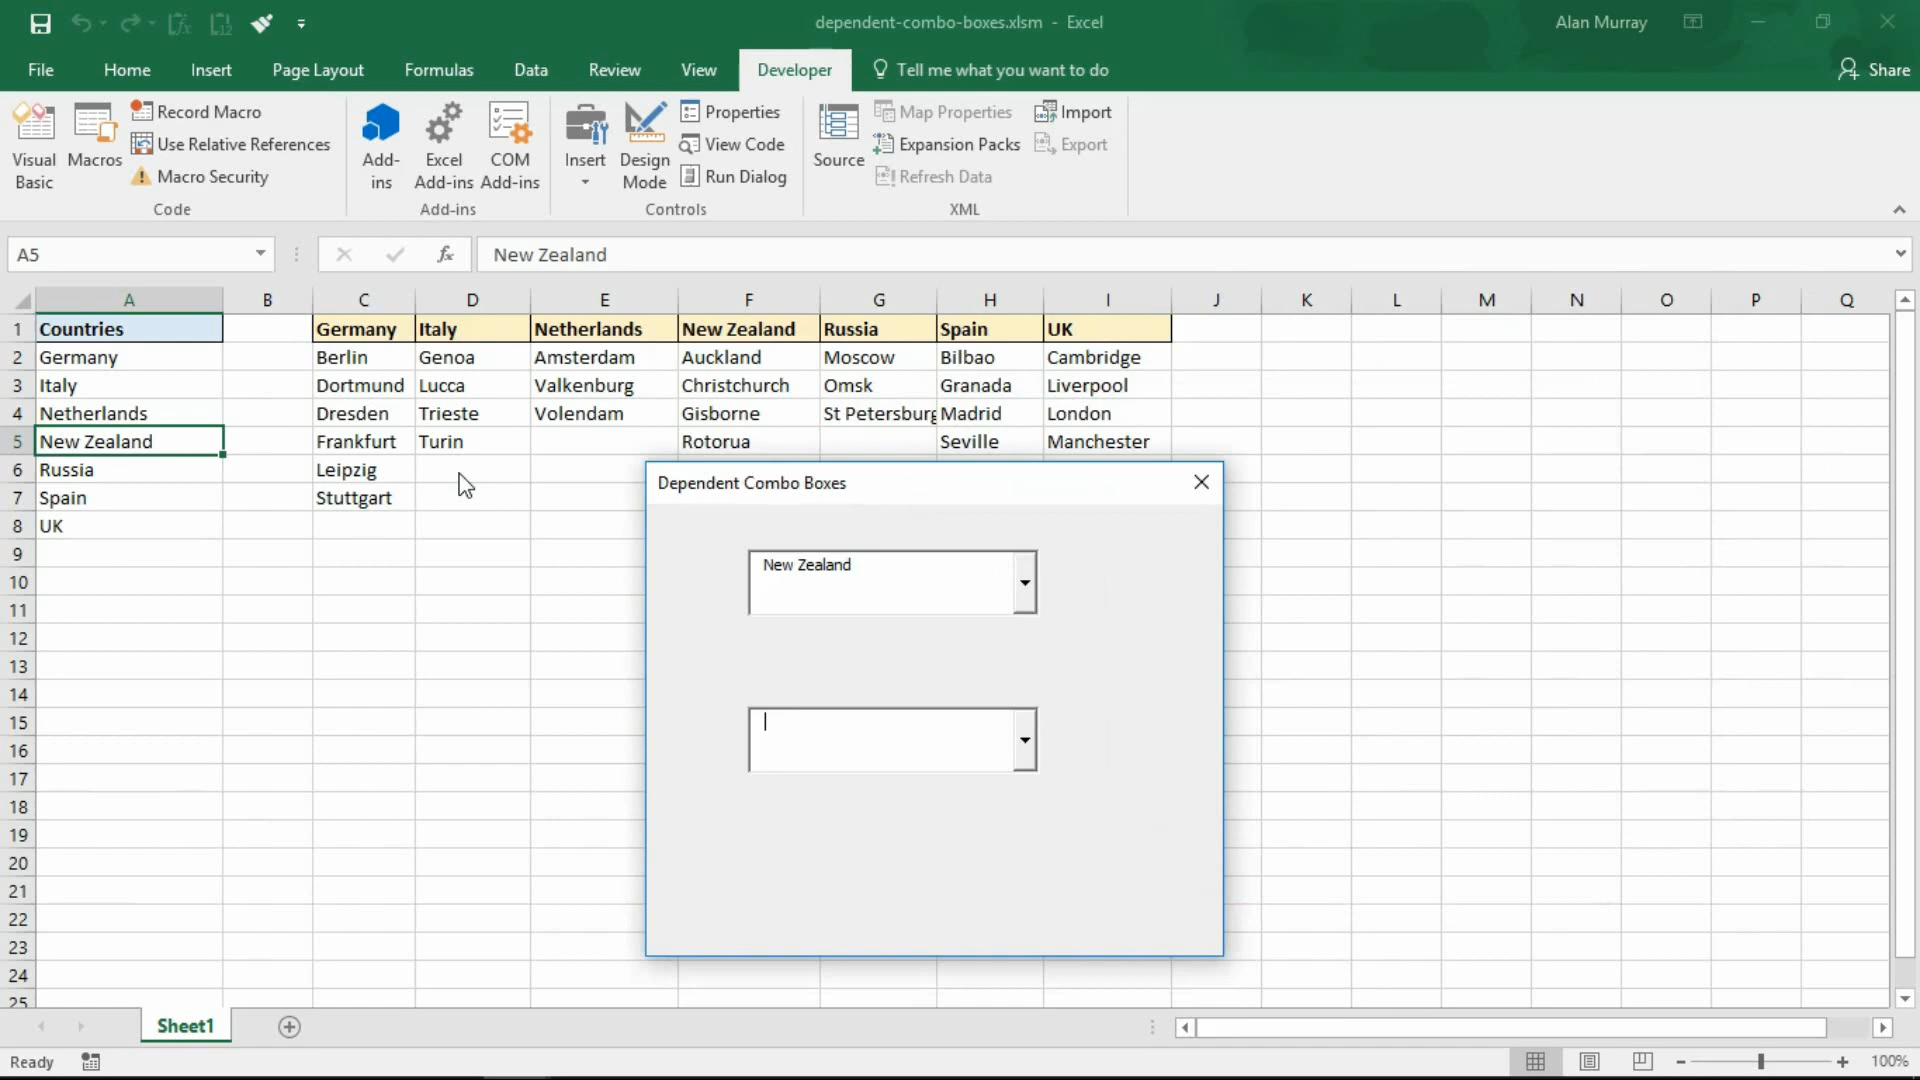 dependent-combo-boxes.xlsm - Excel
Alan Murray
File Home Insert Page Layout Formulas Data Review View Developer Tell me what you want to do Share
Visual Basic
Macros
Record Macro
Use Relative References
Macro Security
Code
Add-ins
Excel Add-ins
COM Add-ins
Add-ins
Insert
Design Mode
Properties
View Code
Run Dialog
Controls
Source
Map Properties
Expansion Packs
Refresh Data
Import
Export
XML
A5 fx New Zealand
A B C D E F G H I J K L M N O P Q
1 Countries Germany Italy Netherlands New Zealand Russia Spain UK
2 Germany Berlin Genoa Amsterdam Auckland Moscow Bilbao Cambridge
3 Italy Dortmund Lucca Valkenburg Christchurch Omsk Granada Liverpool
4 Netherlands Dresden Trieste Volendam Gisborne St Petersburg Madrid London
5 New Zealand Frankfurt Turin Rotorua Seville Manchester
6 Russia Leipzig
7 Spain Stuttgart
8 UK
9
10
11
12
13
14
15
16
17
18
19
20
21
22
23
24
25
Dependent Combo Boxes
New Zealand
Sheet1
Ready
100%